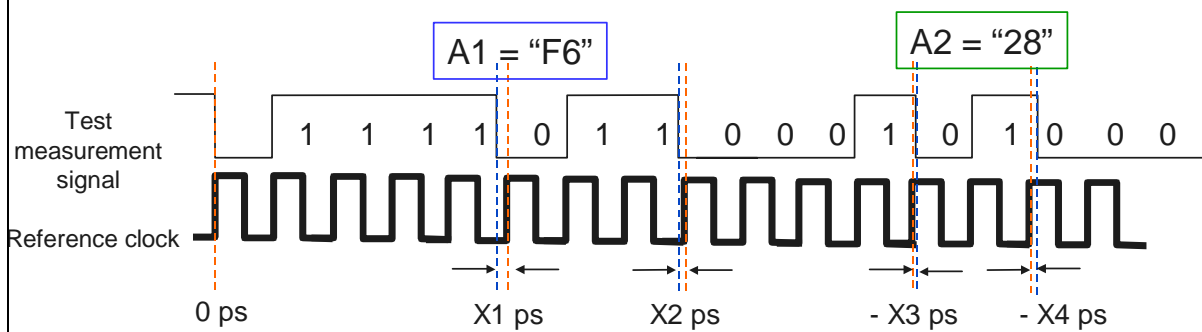 A1 = “F6”
A2 = “28”
Test
measurement
signal
1 1 1 1 0 1 1 0 0 0 1 0 1 0 0 0
Reference clock
0 ps X1 ps X2 ps - X3 ps - X4 ps